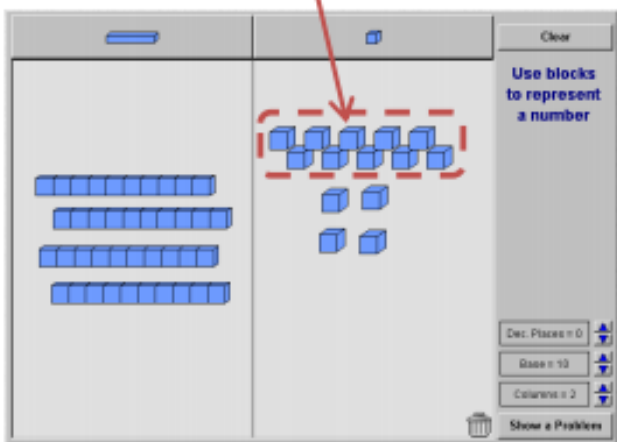 Clear
Use blocks
to represent
a number
Dec. Places = 0
Base = 10
Columns = 2
Show a Problem